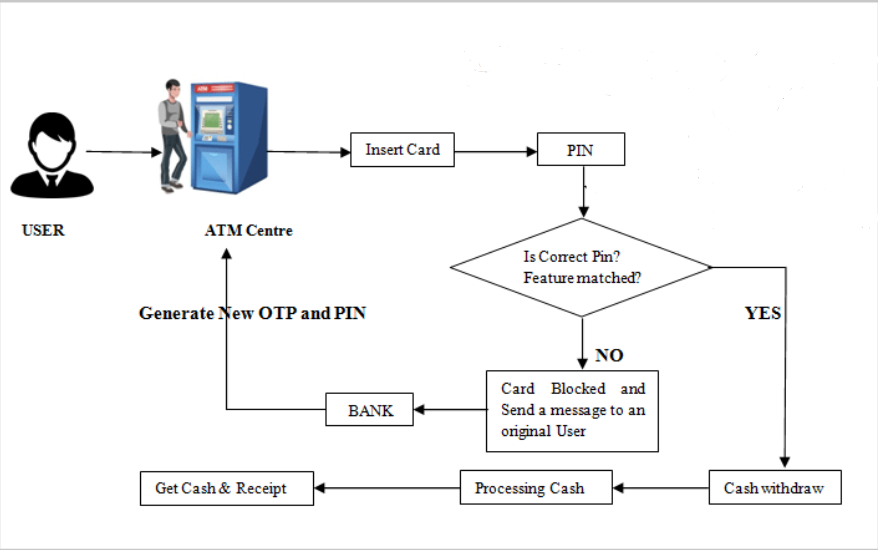 ATM
Insert Card
PIN
USER
ATM Centre
Is Correct Pin?
Feature matched?
Generate New OTP and PIN
YES
NO
Card Blocked and
Send a message to an
original User
BANK
Get Cash & Receipt
Processing Cash
Cash withdraw